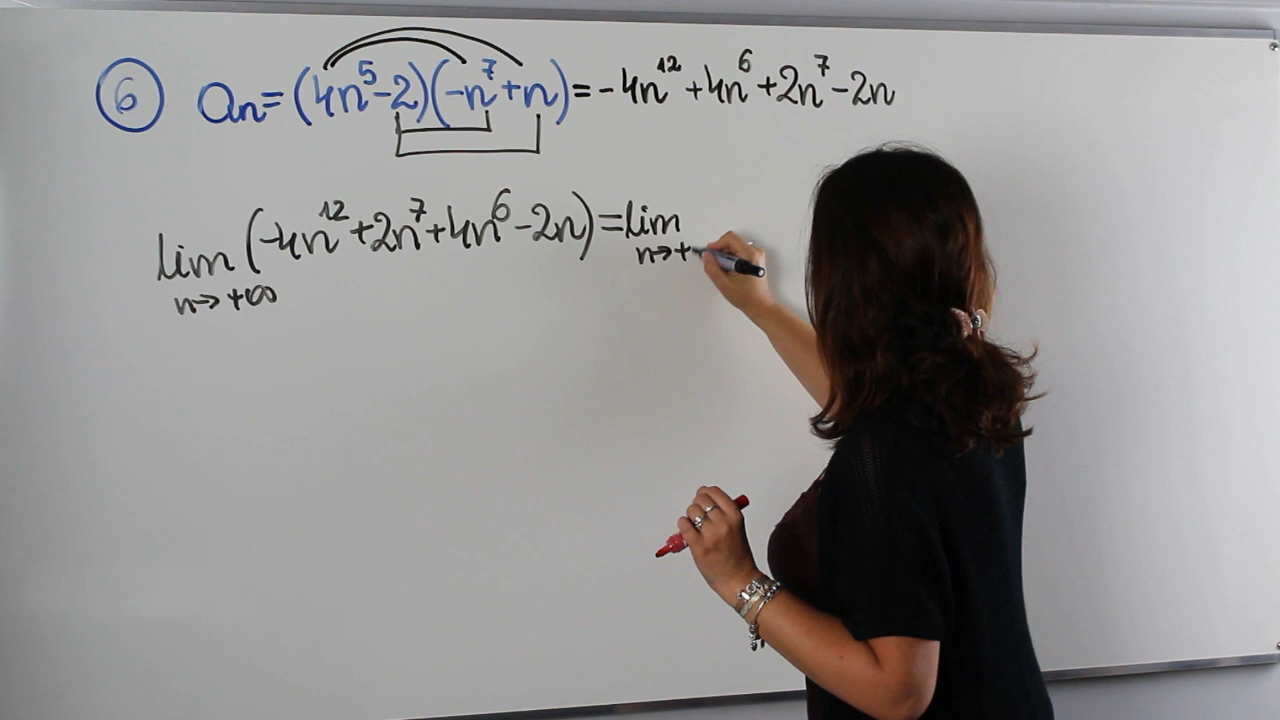 6 an=(4n⁵-2)(-n⁷+n)=-4n¹²+4n⁶+2n⁷-2n
lim (-4n¹²+2n⁷+4n⁶-2n)=lim
n→+∞ n→+